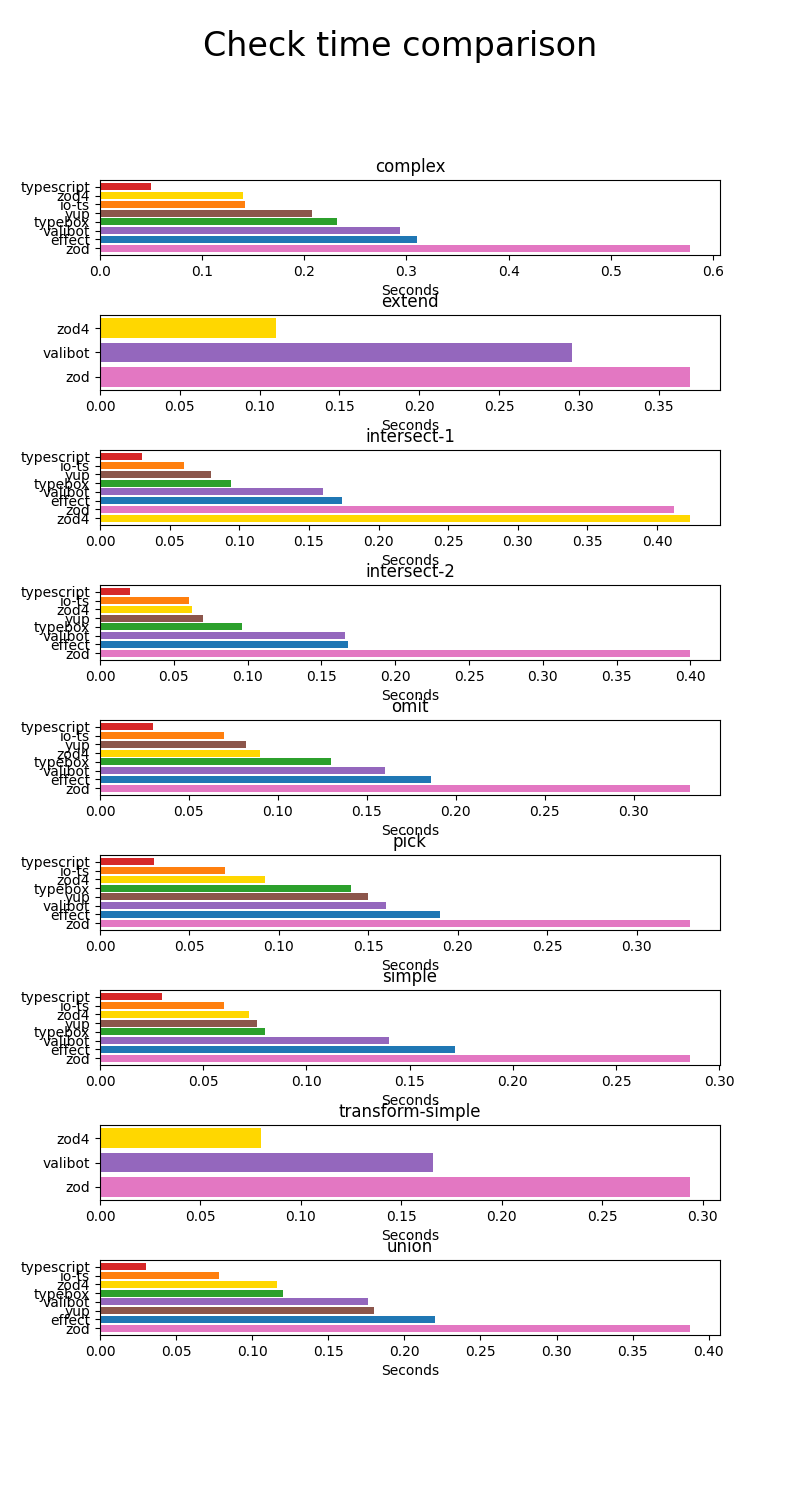 Check time comparison
complex
typescript
zod4
io-ts
yup
typebox
valibot
effect
zod
0.0 0.1 0.2 0.3 0.4 0.5 0.6
Seconds
extend
zod4
valibot
zod
0.00 0.05 0.10 0.15 0.20 0.25 0.30 0.35
Seconds
intersect-1
typescript
io-ts
yup
typebox
valibot
effect
zod
zod4
0.00 0.05 0.10 0.15 0.20 0.25 0.30 0.35 0.40
Seconds
intersect-2
typescript
io-ts
zod4
yup
typebox
valibot
effect
zod
0.00 0.05 0.10 0.15 0.20 0.25 0.30 0.35 0.40
Seconds
omit
typescript
io-ts
yup
zod4
typebox
valibot
effect
zod
0.00 0.05 0.10 0.15 0.20 0.25 0.30
Seconds
pick
typescript
io-ts
zod4
typebox
yup
valibot
effect
zod
0.00 0.05 0.10 0.15 0.20 0.25 0.30
Seconds
simple
typescript
io-ts
zod4
yup
typebox
valibot
effect
zod
0.00 0.05 0.10 0.15 0.20 0.25 0.30
Seconds
transform-simple
zod4
valibot
zod
0.00 0.05 0.10 0.15 0.20 0.25 0.30
Seconds
union
typescript
io-ts
zod4
typebox
valibot
yup
effect
zod
0.00 0.05 0.10 0.15 0.20 0.25 0.30 0.35 0.40
Seconds